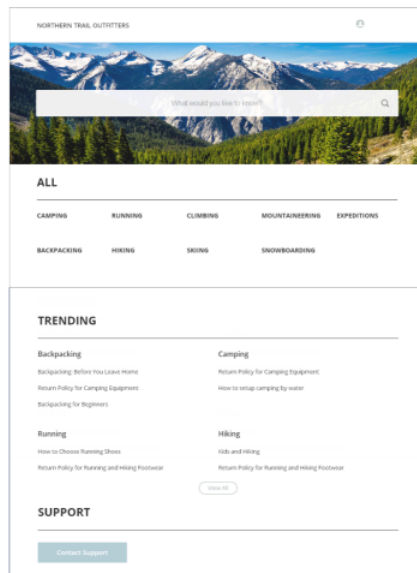 NORTHERN TRAIL OUTFITTERS
What would you like to know?
ALL
CAMPING RUNNING CLIMBING MOUNTAINEERING EXPEDITIONS
BACKPACKING HIKING SKIING SNOWBOARDING
TRENDING
Backpacking Camping
Backpacking: Before You Leave Home Return Policy for Camping Equipment
Return Policy for Camping Equipment How to setup camping by water
Backpacking for Beginners
Running Hiking
How to Choose Running Shoes Kids and Hiking
Return Policy for Running and Hiking Footwear Return Policy for Running and Hiking Footwear
View All
SUPPORT
Contact Support